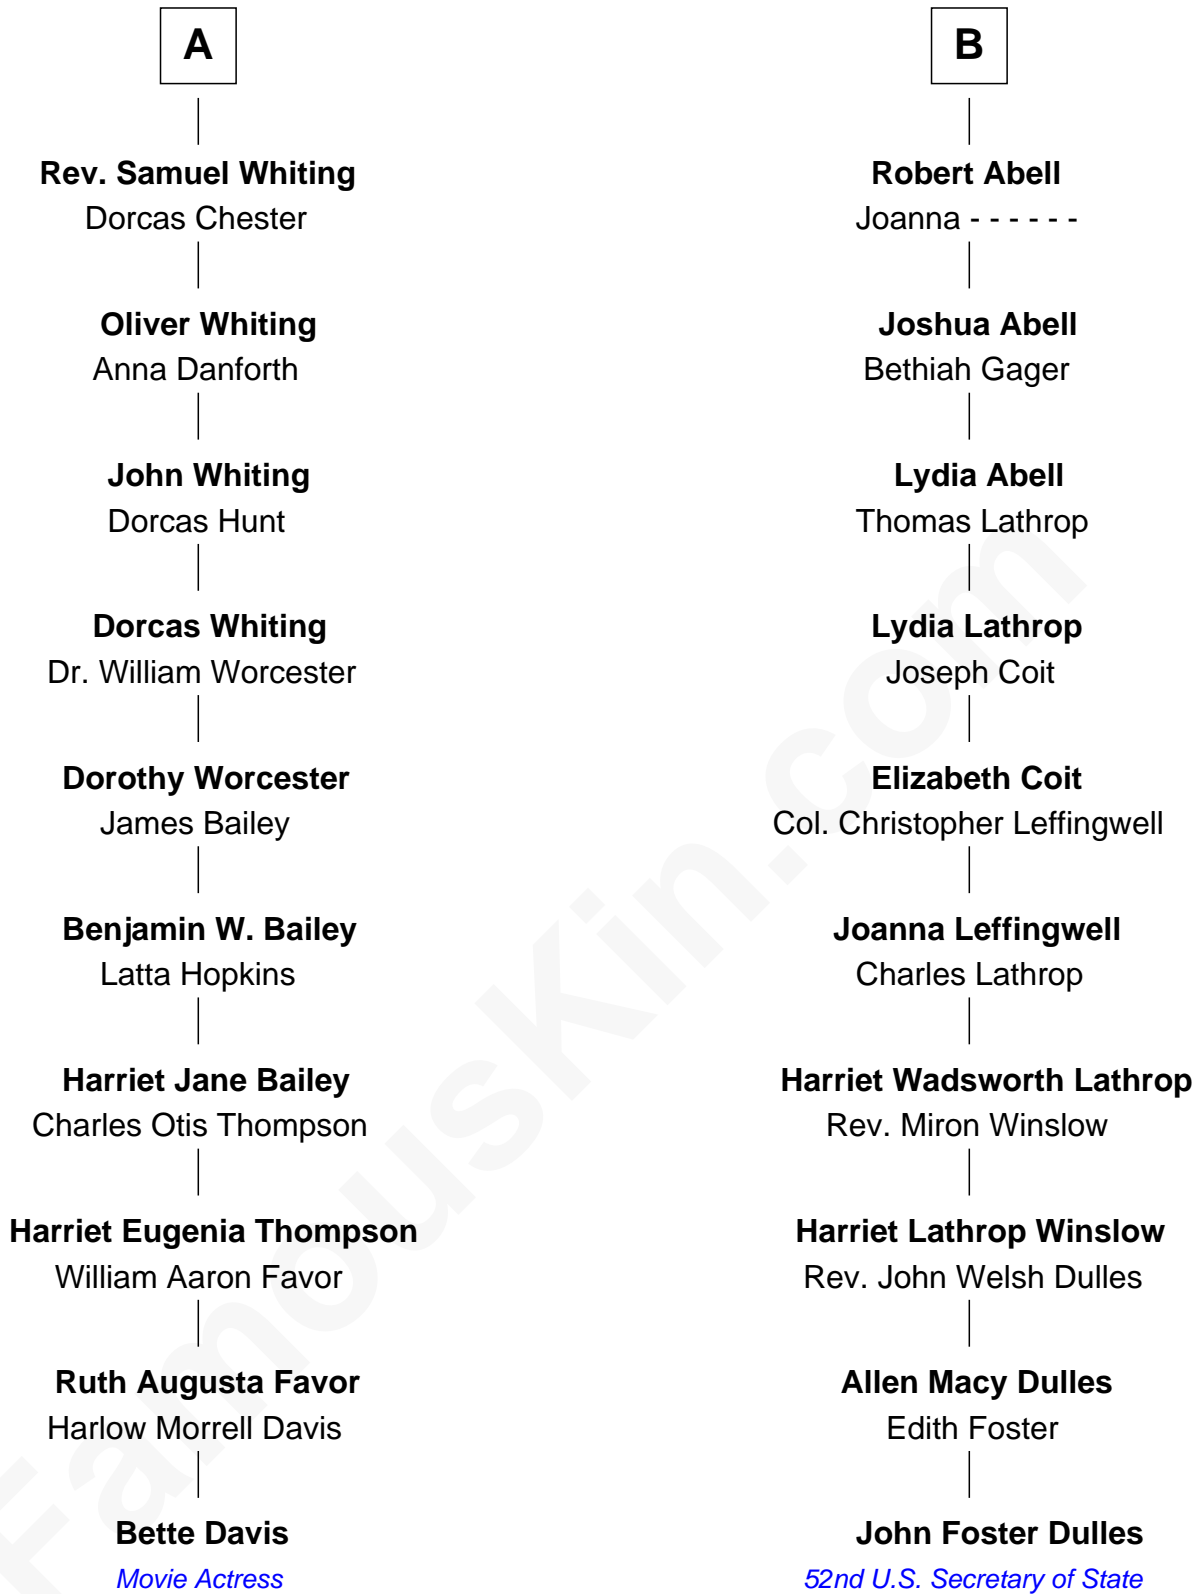 A
Rev. Samuel Whiting
Dorcas Chester
Oliver Whiting
Anna Danforth
John Whiting
Dorcas Hunt
Dorcas Whiting
Dr. William Worcester
Dorothy Worcester
James Bailey
Benjamin W. Bailey
Latta Hopkins
Harriet Jane Bailey
Charles Otis Thompson
Harriet Eugenia Thompson
William Aaron Favor
Ruth Augusta Favor
Harlow Morrell Davis
Bette Davis
Movie Actress
B
Robert Abell
Joanna - - - - - -
Joshua Abell
Bethiah Gager
Lydia Abell
Thomas Lathrop
Lydia Lathrop
Joseph Coit
Elizabeth Coit
Col. Christopher Leffingwell
Joanna Leffingwell
Charles Lathrop
Harriet Wadsworth Lathrop
Rev. Miron Winslow
Harriet Lathrop Winslow
Rev. John Welsh Dulles
Allen Macy Dulles
Edith Foster
John Foster Dulles
52nd U.S. Secretary of State
FamousKin.com